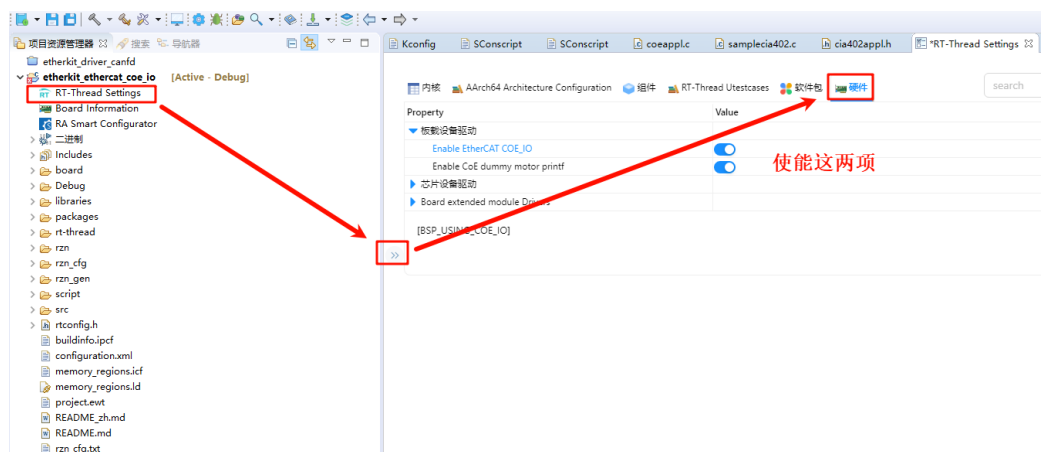 项目资源管理器 搜索 导航器
etherkit_driver_canfd
etherkit_ethercat_coe_io [Active - Debug]
RT-Thread Settings
Board Information
RA Smart Configurator
二进制
Includes
board
Debug
libraries
packages
rt-thread
rzn
rzn_cfg
rzn_gen
script
src
rtconfig.h
buildinfo.ipcf
configuration.xml
memory_regions.icf
memory_regions.ld
project.ewt
README_zh.md
README.md
rzn_cfg.txt
Kconfig SConscript SConscript coeappl.c samplecia402.c cia402appl.h *RT-Thread Settings
内核 AArch64 Architecture Configuration 组件 RT-Thread Utestcases 软件包 硬件 search
Property Value
板载设备驱动
Enable EtherCAT COE_IO
Enable CoE dummy motor printf
使能这两项
芯片设备驱动
Board extended module Drivers
[BSP_USING_COE_IO]